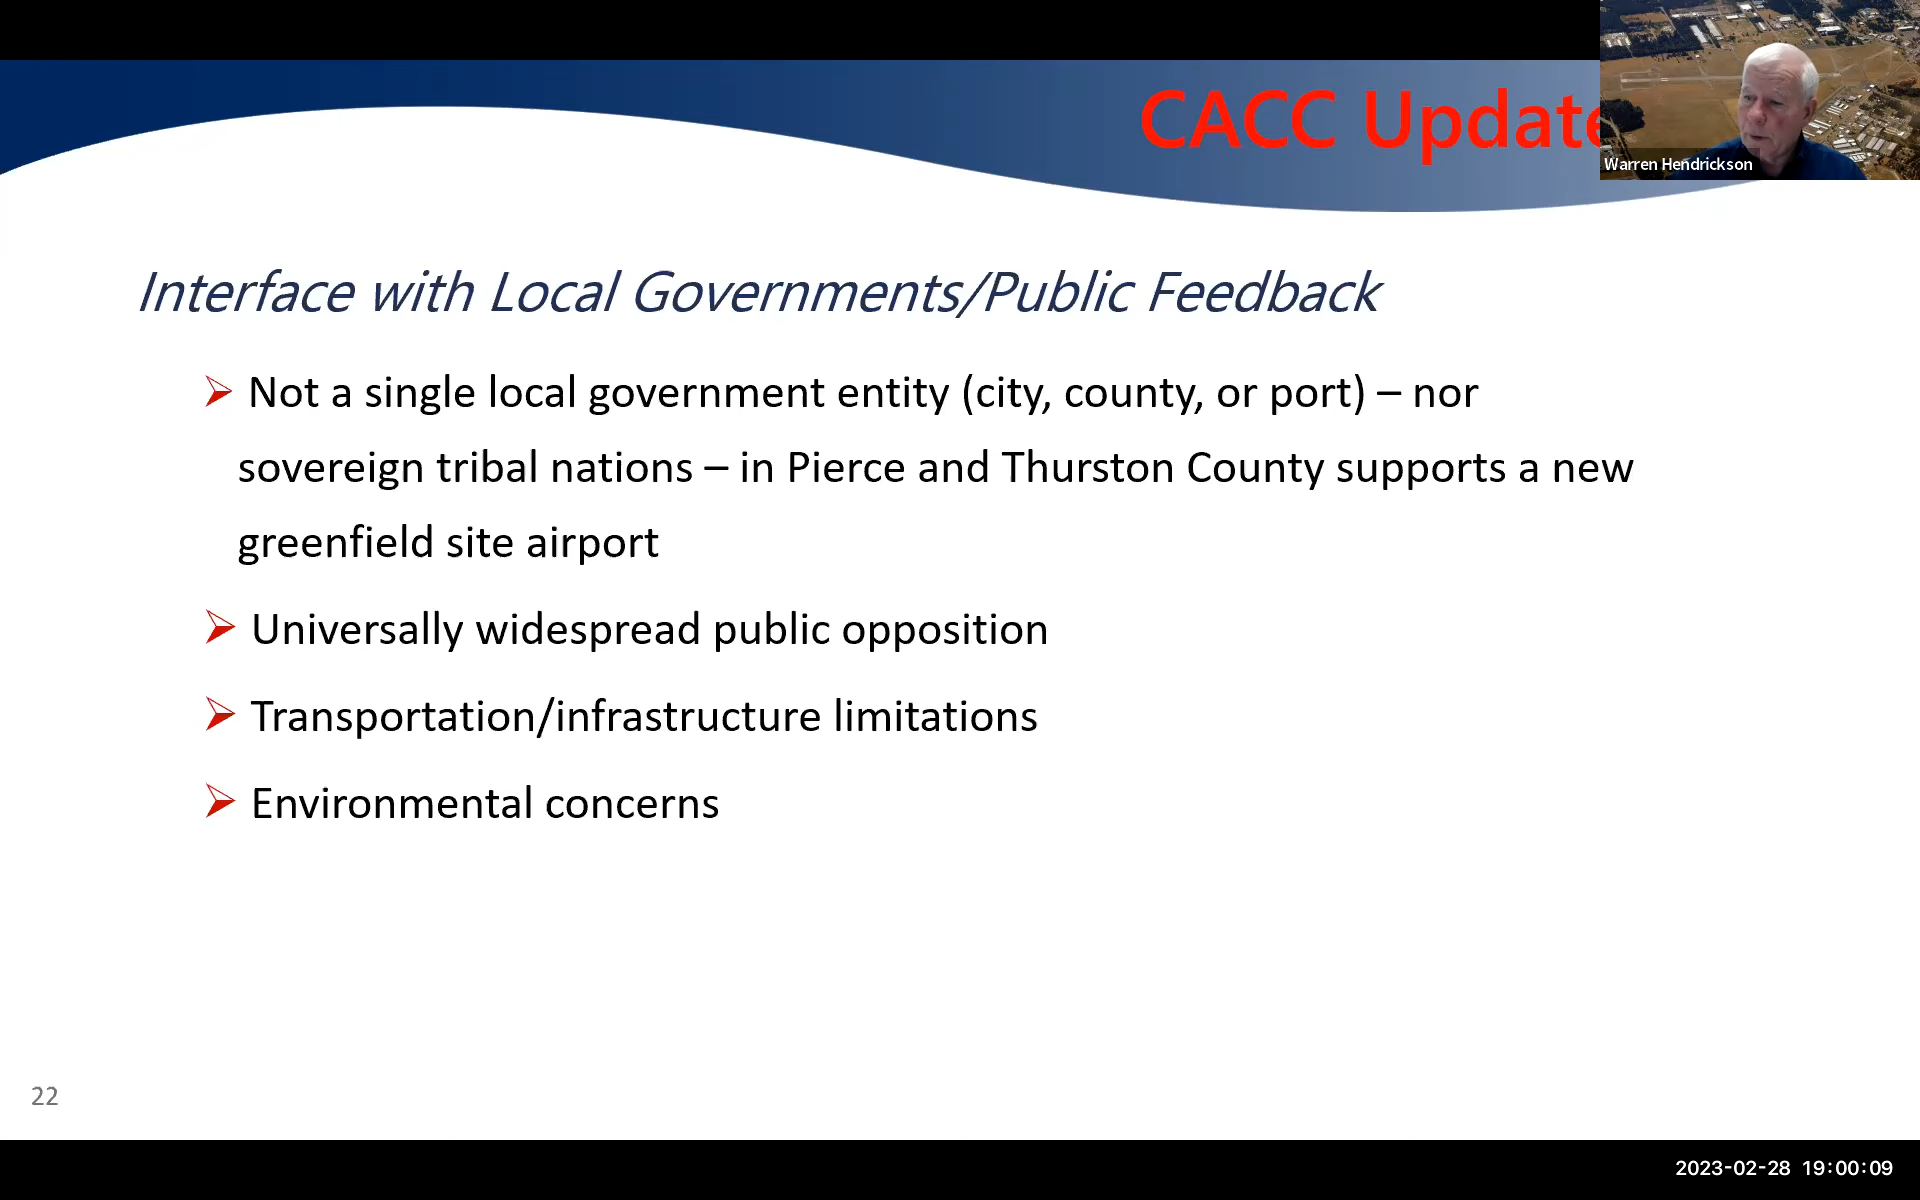 CACC Update
Warren Hendrickson
Interface with Local Governments/Public Feedback
Not a single local government entity (city, county, or port) – nor
sovereign tribal nations – in Pierce and Thurston County supports a new
greenfield site airport
Universally widespread public opposition
Transportation/infrastructure limitations
Environmental concerns
22
2023-02-28 19:00:09